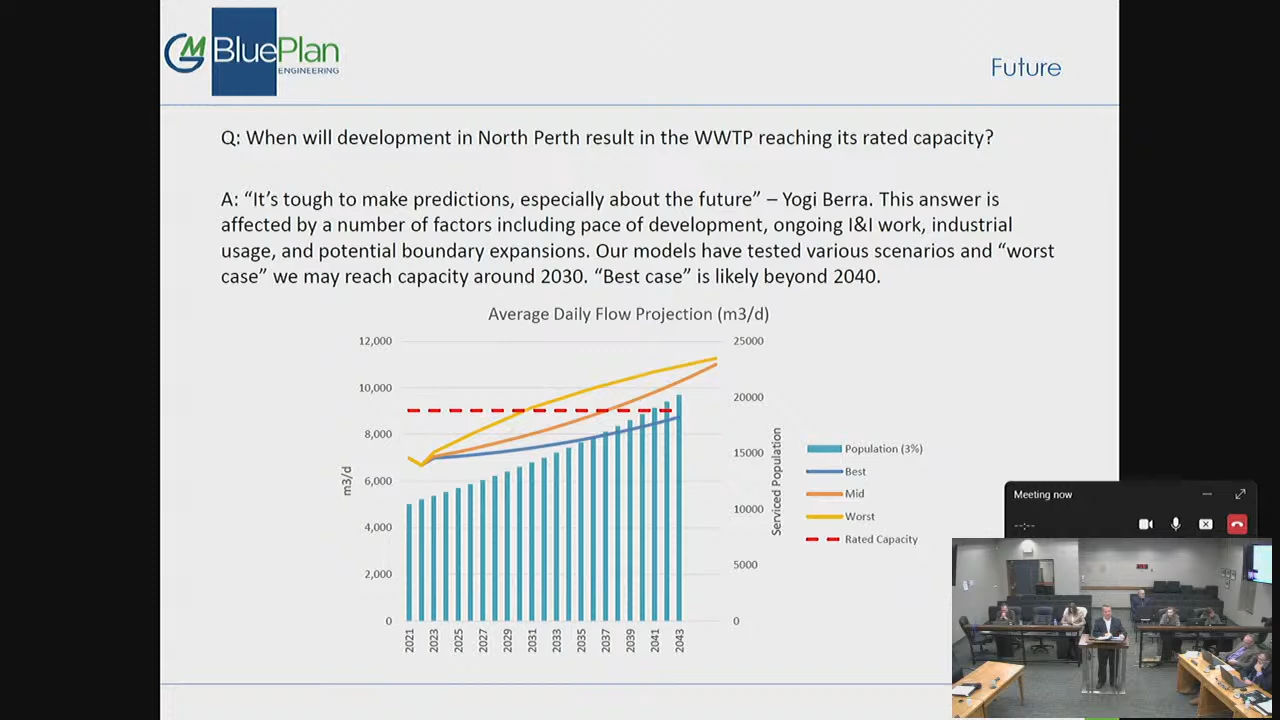 GM BluePlan
ENGINEERING
Future
Q: When will development in North Perth result in the WWTP reaching its rated capacity?
A: “It’s tough to make predictions, especially about the future” – Yogi Berra. This answer is
affected by a number of factors including pace of development, ongoing I&I work, industrial
usage, and potential boundary expansions. Our models have tested various scenarios and “worst
case” we may reach capacity around 2030. “Best case” is likely beyond 2040.
Average Daily Flow Projection (m3/d)
12,000
10,000
8,000
6,000
4,000
2,000
0
m3/d
25000
20000
15000
10000
5000
0
Serviced Population
2021
2023
2025
2027
2029
2031
2033
2035
2037
2039
2041
2043
Population (3%)
Best
Mid
Worst
Rated Capacity
Meeting now
--:--